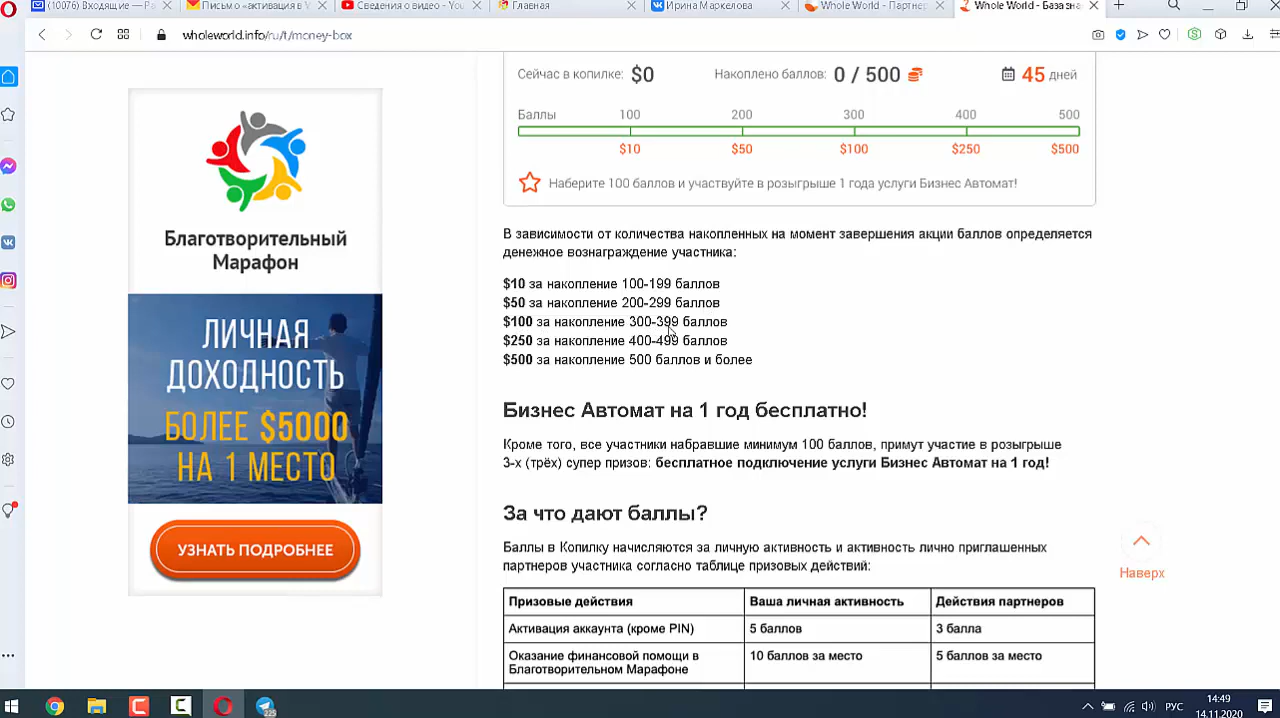 (10076) Входящие — Ра
Письмо «активация в У
Сведения о видео - You
Главная
Ирина Маркелова
Whole World - Партнер
Whole World - База зна
wholeworld.info/ru/t/money-box
Сейчас в копилке: $0
Накоплено баллов: 0 / 500
45 дней
Баллы 100 200 300 400 500
$10 $50 $100 $250 $500
Наберите 100 баллов и участвуйте в розыгрыше 1 года услуги Бизнес Автомат!
Благотворительный
Марафон
ЛИЧНАЯ
ДОХОДНОСТЬ
БОЛЕЕ $5000
НА 1 МЕСТО
УЗНАТЬ ПОДРОБНЕЕ
В зависимости от количества накопленных на момент завершения акции баллов определяется
денежное вознаграждение участника:
$10 за накопление 100-199 баллов
$50 за накопление 200-299 баллов
$100 за накопление 300-399 баллов
$250 за накопление 400-499 баллов
$500 за накопление 500 баллов и более
Бизнес Автомат на 1 год бесплатно!
Кроме того, все участники набравшие минимум 100 баллов, примут участие в розыгрыше
3-х (трёх) супер призов: бесплатное подключение услуги Бизнес Автомат на 1 год!
За что дают баллы?
Баллы в Копилку начисляются за личную активность и активность лично приглашенных
партнеров участника согласно таблице призовых действий:
Призовые действия Ваша личная активность Действия партнеров
Активация аккаунта (кроме PIN) 5 баллов 3 балла
Оказание финансовой помощи в 10 баллов за место 5 баллов за место
Благотворительном Марафоне
Наверх
225
РУС
14:49
14.11.2020